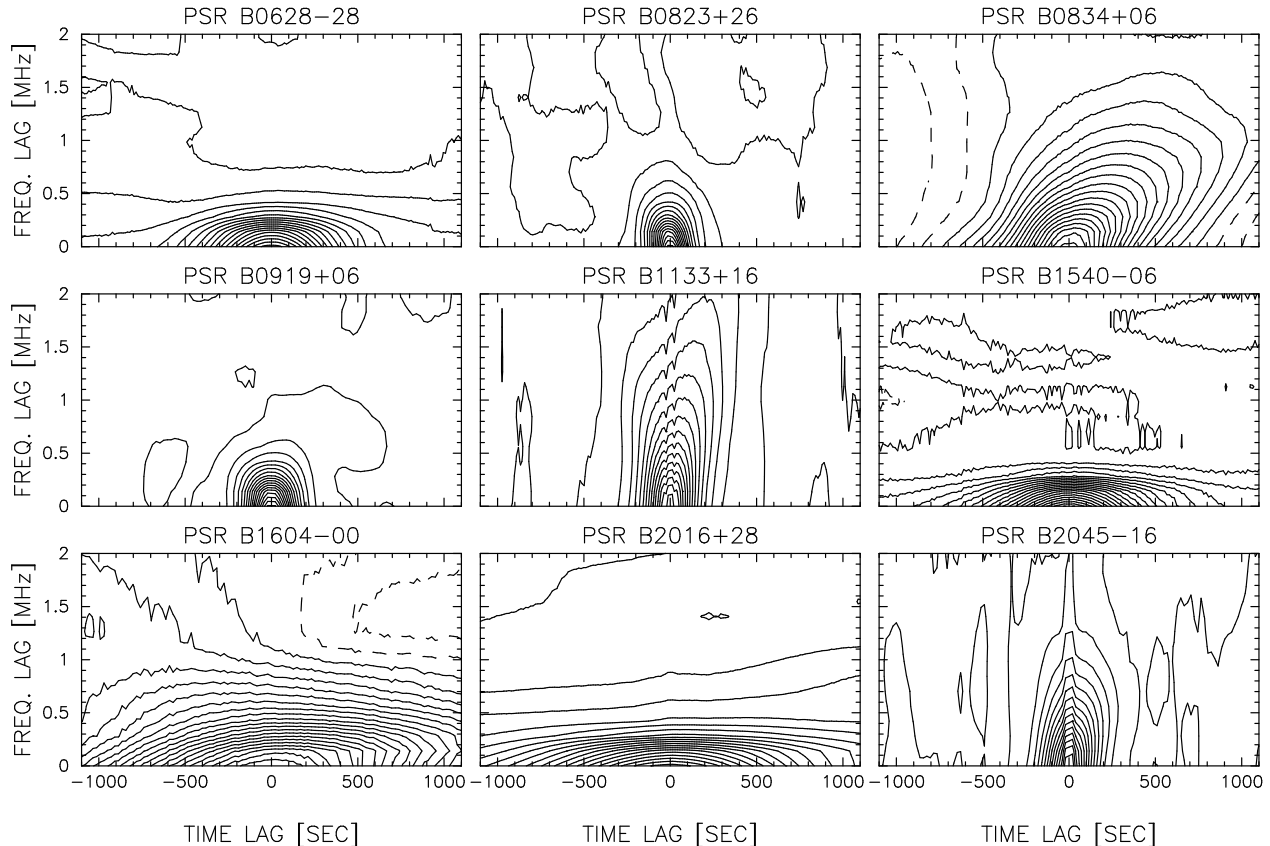 PSR B0628−28 PSR B0823+26 PSR B0834+06
FREQ. LAG [MHz]
2
1.5
1
0.5
0
PSR B0919+06 PSR B1133+16 PSR B1540−06
FREQ. LAG [MHz]
2
1.5
1
0.5
0
PSR B1604−00 PSR B2016+28 PSR B2045−16
FREQ. LAG [MHz]
2
1.5
1
0.5
0
−1000 −500 0 500 1000 −1000 −500 0 500 1000 −1000 −500 0 500 1000
TIME LAG [SEC] TIME LAG [SEC] TIME LAG [SEC]